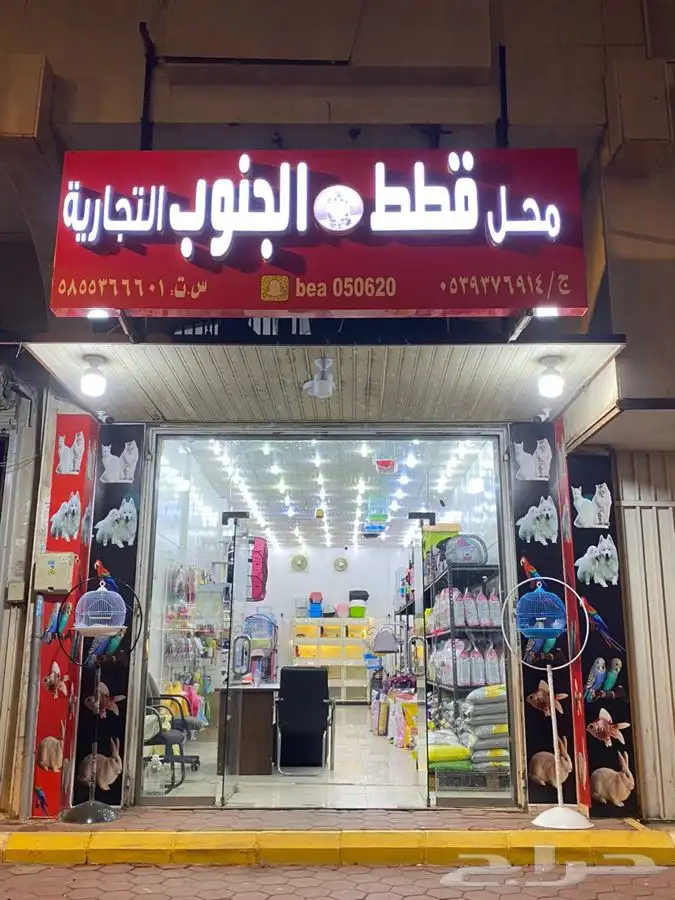 محل قطط الجنوب التجارية
ج/٠٥٣٩٣٧٦٩١٤ bea 050620 س.ت: ٥٨٥٥٣٦٦٦٠١
حراج